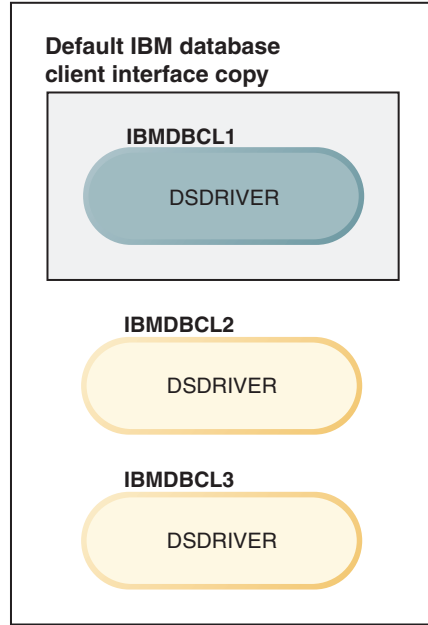 Default IBM database
client interface copy
IBMDBCL1
DSDRIVER
IBMDBCL2
DSDRIVER
IBMDBCL3
DSDRIVER